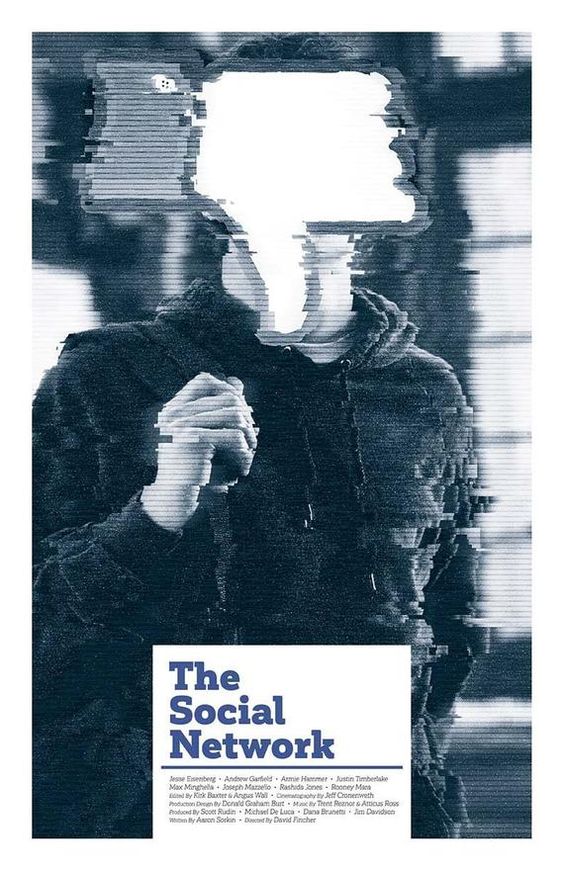 The
Social
Network
Jesse Eisenberg • Andrew Garfield • Armie Hammer • Justin Timberlake
Max Minghella • Joseph Mazzello • Rashida Jones • Rooney Mara
Edited By Kirk Baxter & Angus Wall • Cinematography By Jeff Cronenweth
Production Design By Donald Graham Burt • Music By Trent Reznor & Atticus Ross
Produced By Scott Rudin • Michael De Luca • Dana Brunetti • Jim Davidson
Written By Aaron Sorkin • Directed By David Fincher